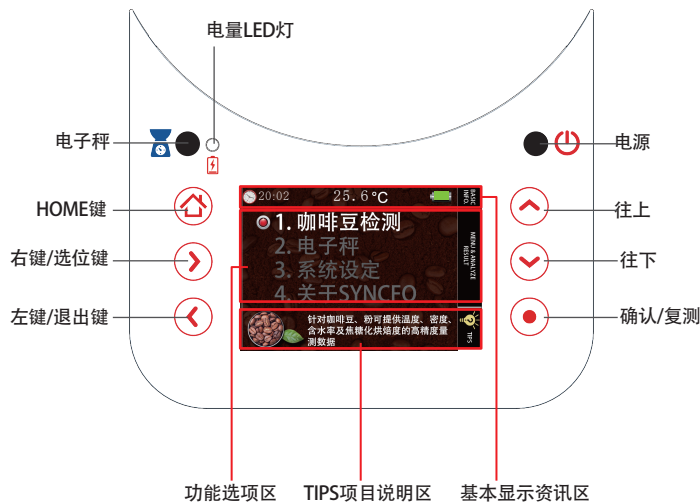 电量LED灯
电子秤
电源
HOME键
往上
右键/选位键
往下
左键/退出键
确认/复测
20:02 25.6°C
BASIC INFO.
1. 咖啡豆检测
2. 电子秤
3. 系统设定
4. 关于SYNCFO
MENU & ANALYZE
RESULT
针对咖啡豆、粉可提供温度、密度、
含水率及焦糖化烘焙度的高精度量
测数据
TIPS
功能选项区 TIPS项目说明区 基本显示资讯区